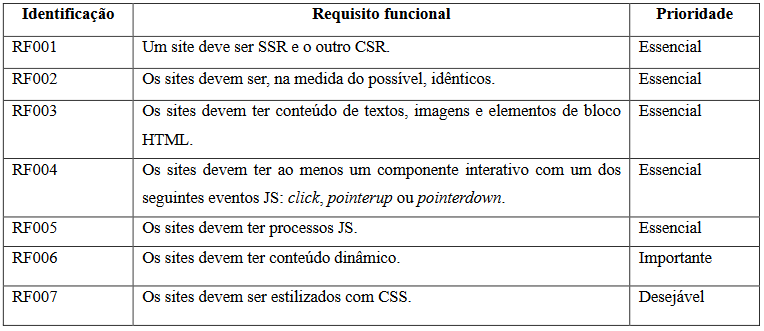 Identificação Requisito funcional Prioridade
RF001 Um site deve ser SSR e o outro CSR. Essencial
RF002 Os sites devem ser, na medida do possível, idênticos. Essencial
RF003 Os sites devem ter conteúdo de textos, imagens e elementos de bloco Essencial
HTML.
RF004 Os sites devem ter ao menos um componente interativo com um dos Essencial
seguintes eventos JS: click, pointerup ou pointerdown.
RF005 Os sites devem ter processos JS. Essencial
RF006 Os sites devem ter conteúdo dinâmico. Importante
RF007 Os sites devem ser estilizados com CSS. Desejável